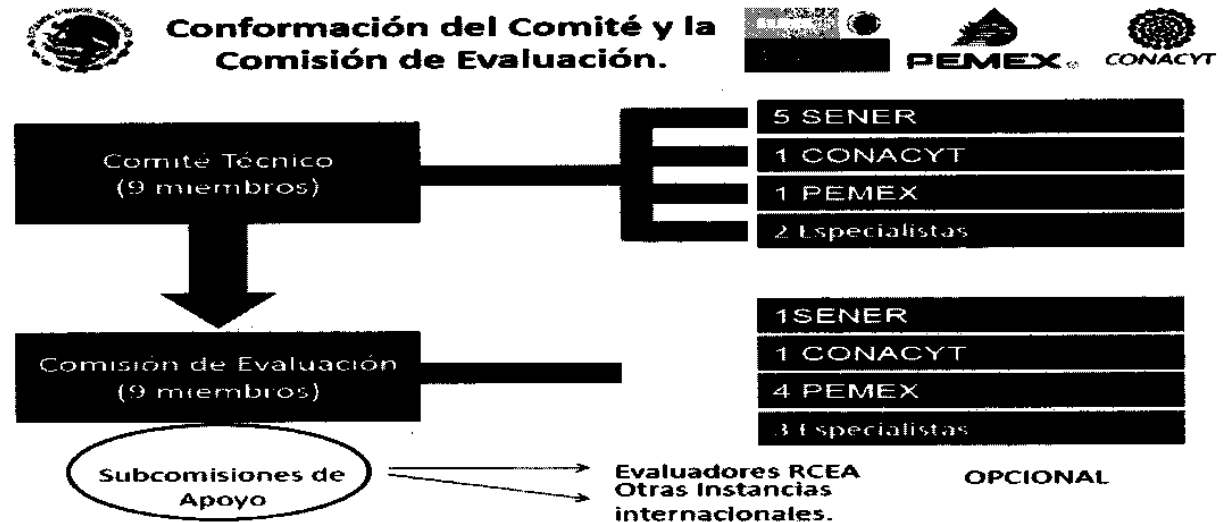 Conformación del Comité y la
Comisión de Evaluación.
PEMEX
CONACYT
Comité Técnico
(9 miembros)
5 SENER
1 CONACYT
1 PEMEX
2 Especialistas
Comisión de Evaluación
(9 miembros)
1SENER
1 CONACYT
4 PEMEX
3 Especialistas
Subcomisiones de
Apoyo
Evaluadores RCEA
Otras Instancias
internacionales.
OPCIONAL